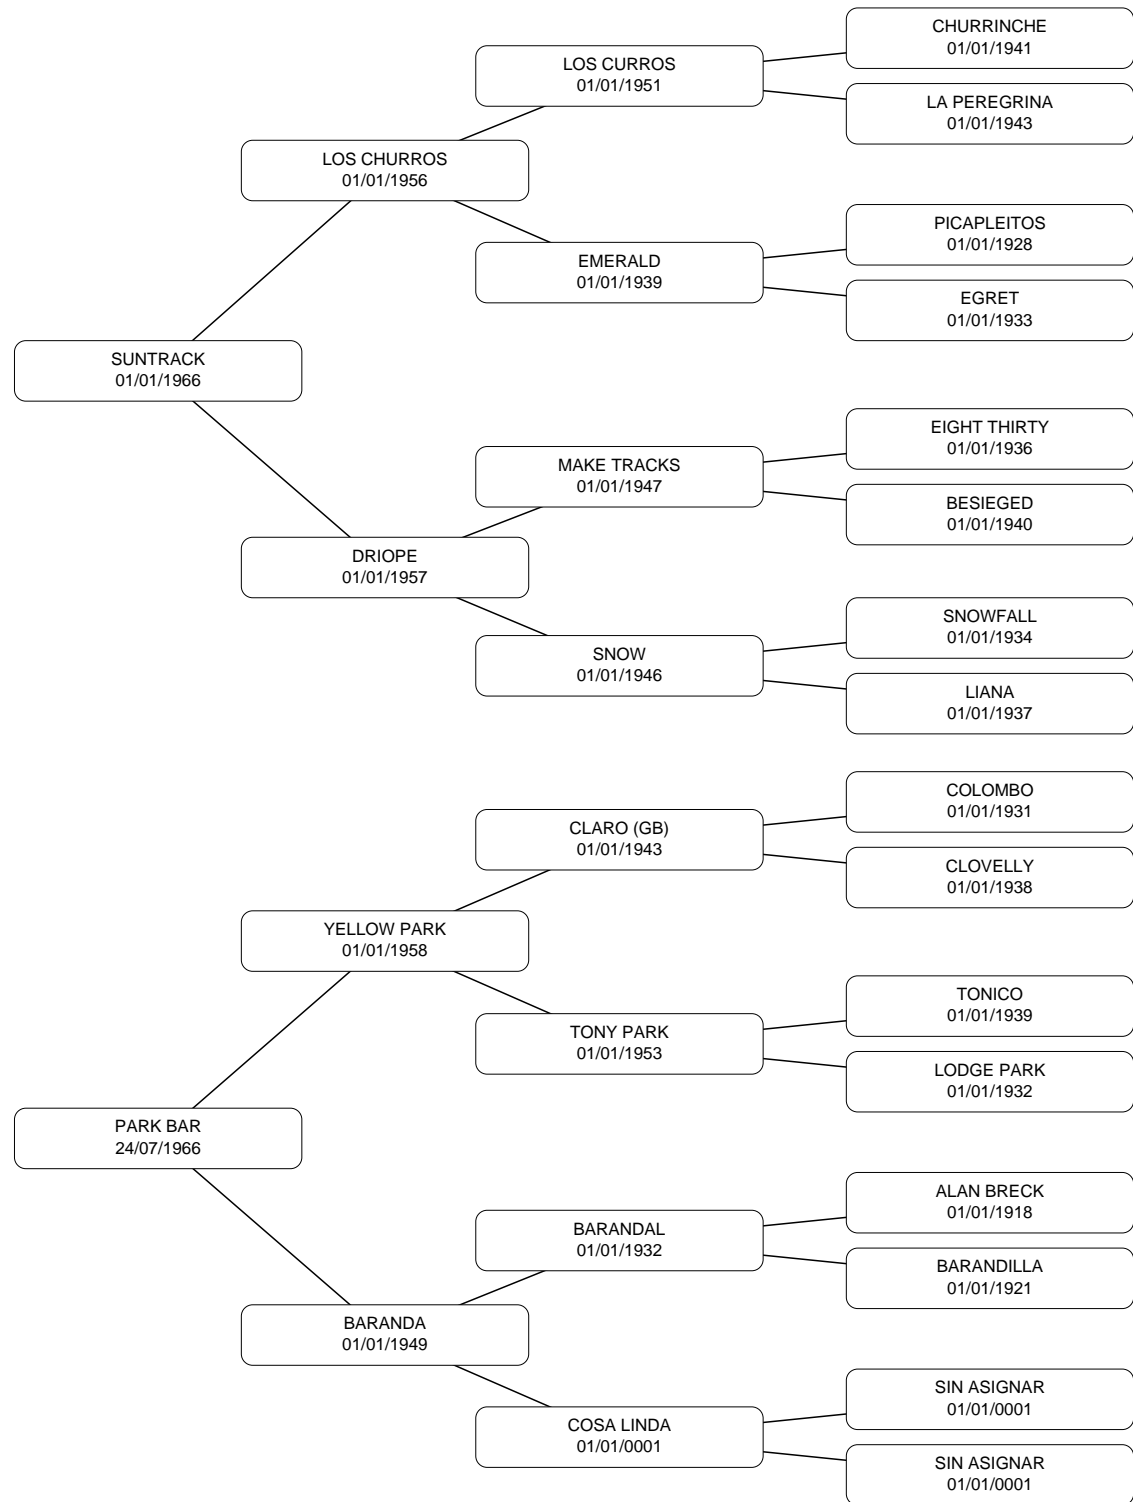 CHURRINCHE
01/01/1941
LOS CURROS
01/01/1951
LA PEREGRINA
01/01/1943
LOS CHURROS
01/01/1956
PICAPLEITOS
01/01/1928
EMERALD
01/01/1939
EGRET
01/01/1933
SUNTRACK
01/01/1966
EIGHT THIRTY
01/01/1936
MAKE TRACKS
01/01/1947
BESIEGED
01/01/1940
DRIOPE
01/01/1957
SNOWFALL
01/01/1934
SNOW
01/01/1946
LIANA
01/01/1937
COLOMBO
01/01/1931
CLARO (GB)
01/01/1943
CLOVELLY
01/01/1938
YELLOW PARK
01/01/1958
TONICO
01/01/1939
TONY PARK
01/01/1953
LODGE PARK
01/01/1932
PARK BAR
24/07/1966
ALAN BRECK
01/01/1918
BARANDAL
01/01/1932
BARANDILLA
01/01/1921
BARANDA
01/01/1949
SIN ASIGNAR
01/01/0001
COSA LINDA
01/01/0001
SIN ASIGNAR
01/01/0001